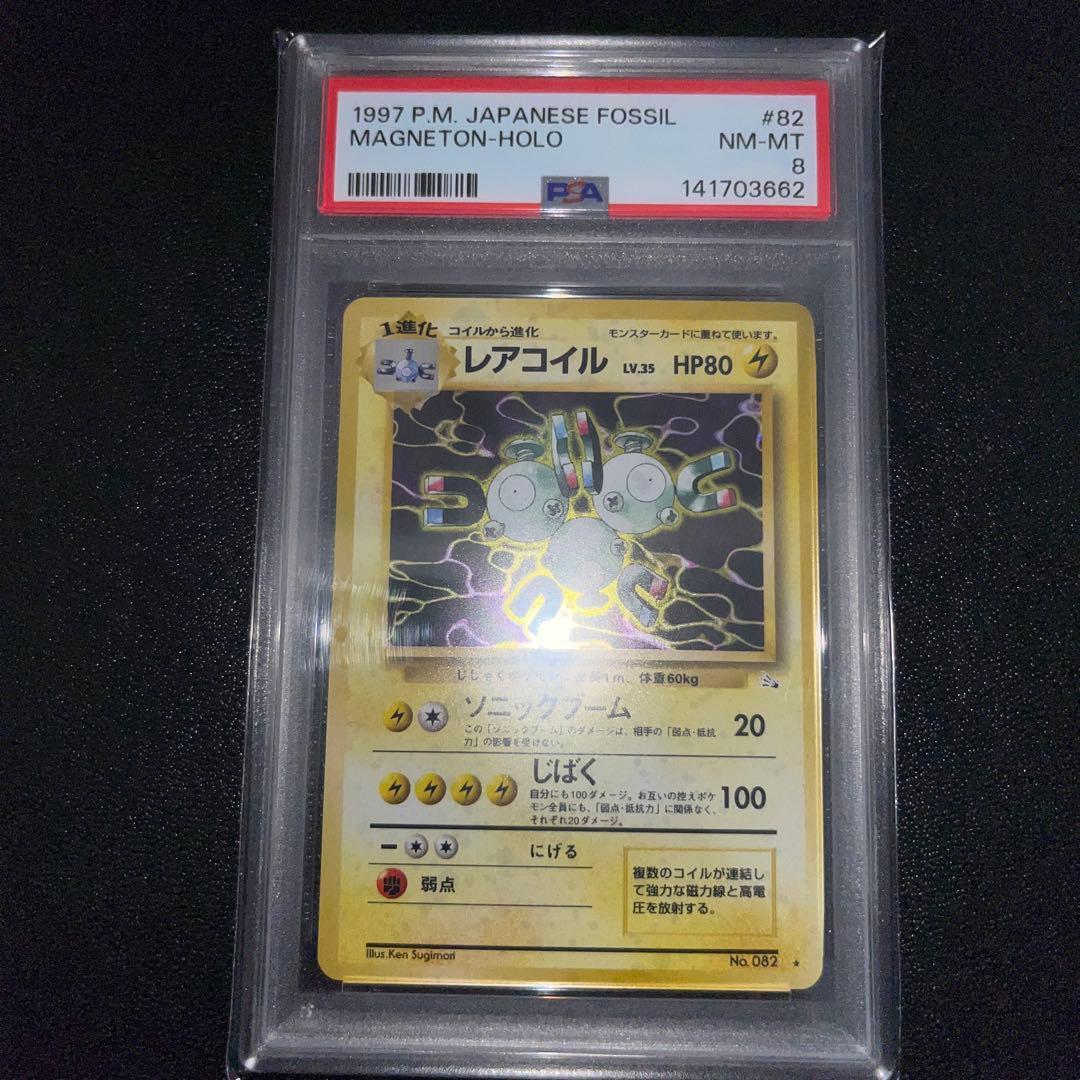 1997 P.M. JAPANESE FOSSIL #82
MAGNETON-HOLO NM-MT
8
PSA 141703662
1進化 コイルから進化 モンスターカードに重ねて使います。
レアコイル LV.35 HP80
1m、体重60kg
ソニックブーム 20
この「ソニックブーム」のダメージは、相手の「弱点・抵抗
力」の影響を受けない。
じばく 100
自分にも100ダメージ。お互いの控えポケ
モン全員にも、「弱点・抵抗力」に関係なく、
それぞれ20ダメージ。
にげる
弱点
複数のコイルが連結し
て強力な磁力線と高電
圧を放射する。
Illus.Ken Sugimori No.082